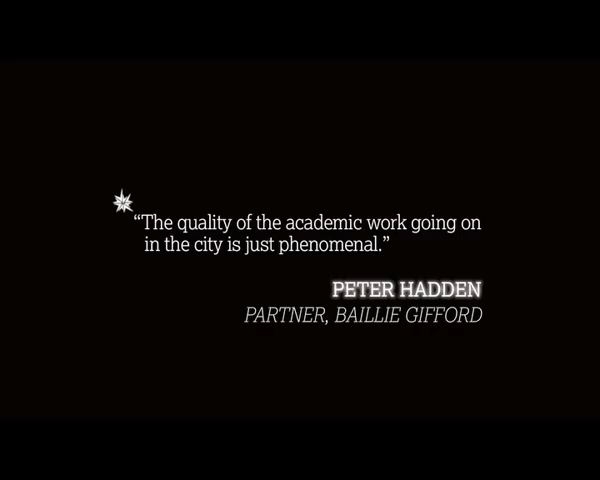 “The quality of the academic work going on
in the city is just phenomenal.”
PETER HADDEN
PARTNER, BAILLIE GIFFORD